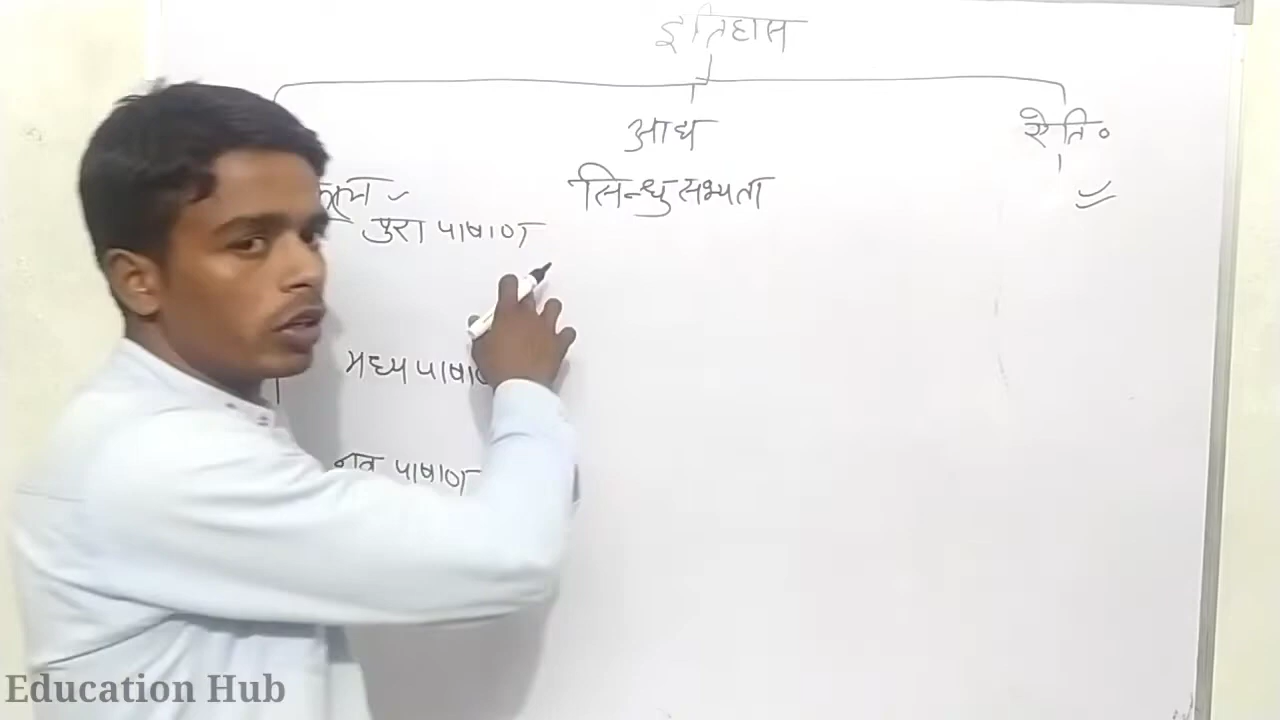 इतिहास
आद्य
ऐति०
सिन्धु सभ्यता
पुरा पाषाण
मध्य पाषाण
नव पाषाण
Education Hub